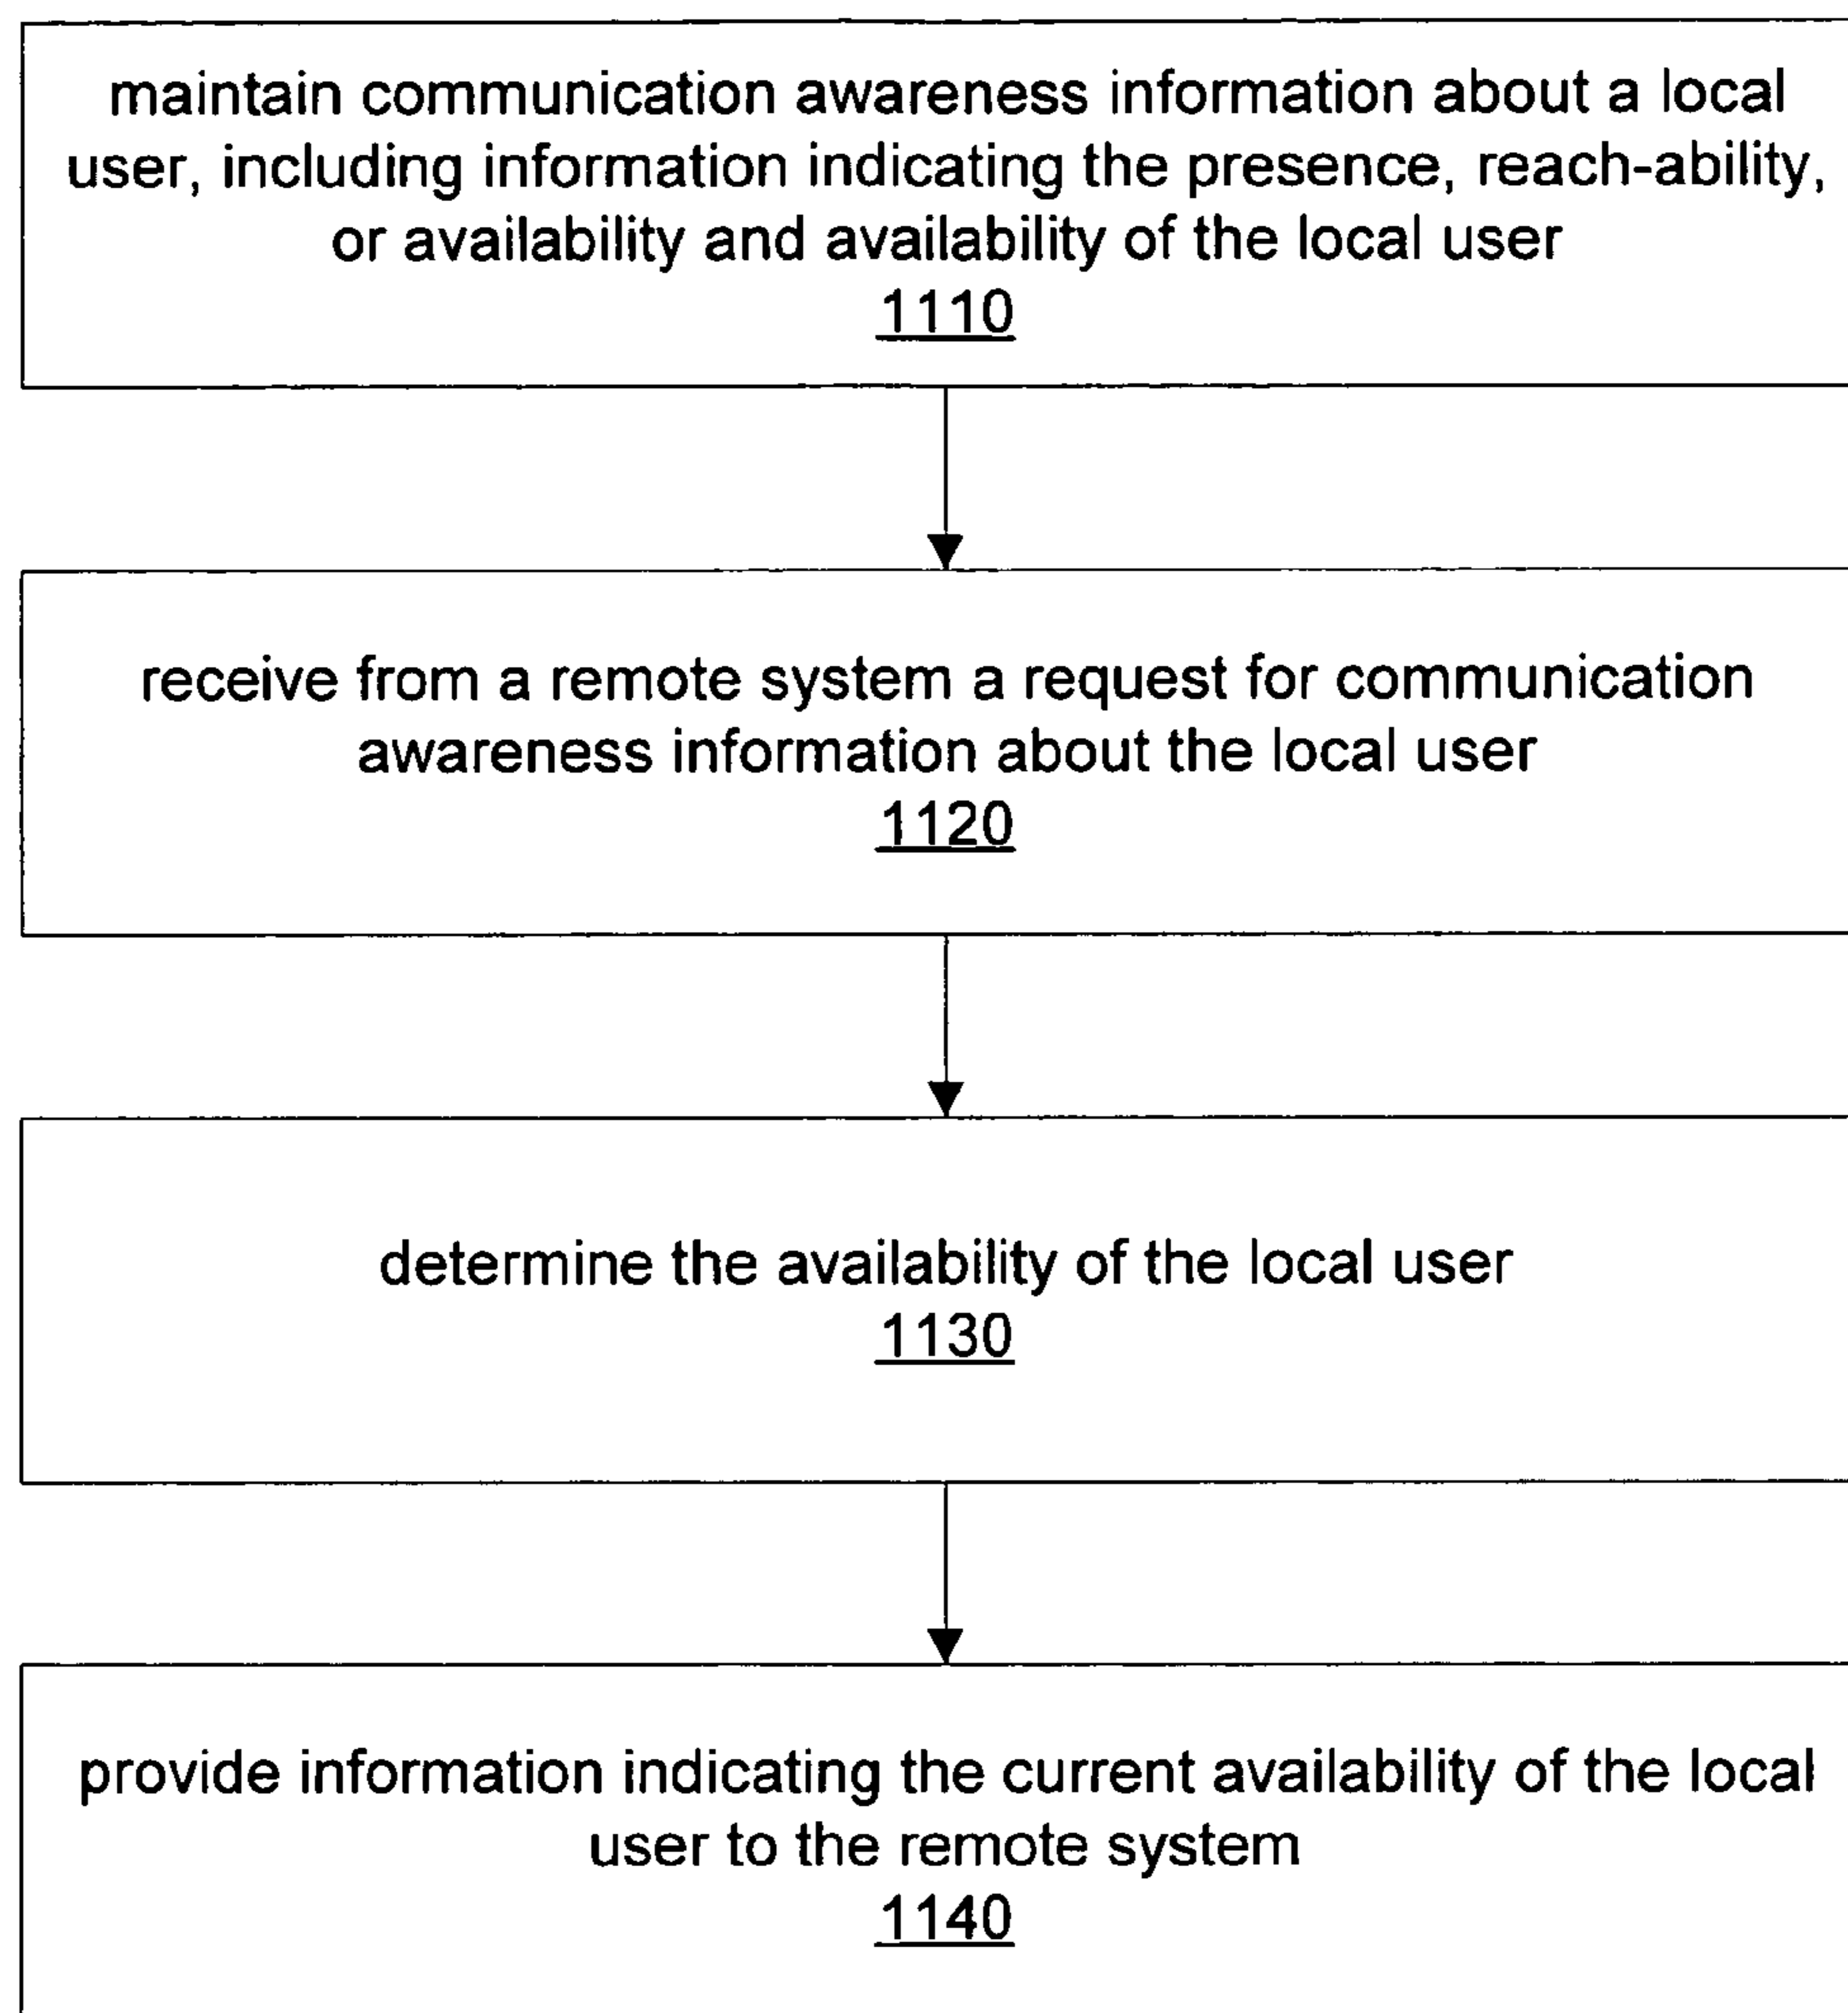 maintain communication awareness information about a local
user, including information indicating the presence, reach-ability,
or availability and availability of the local user
1110
receive from a remote system a request for communication
awareness information about the local user
1120
determine the availability of the local user
1130
provide information indicating the current availability of the local
user to the remote system
1140